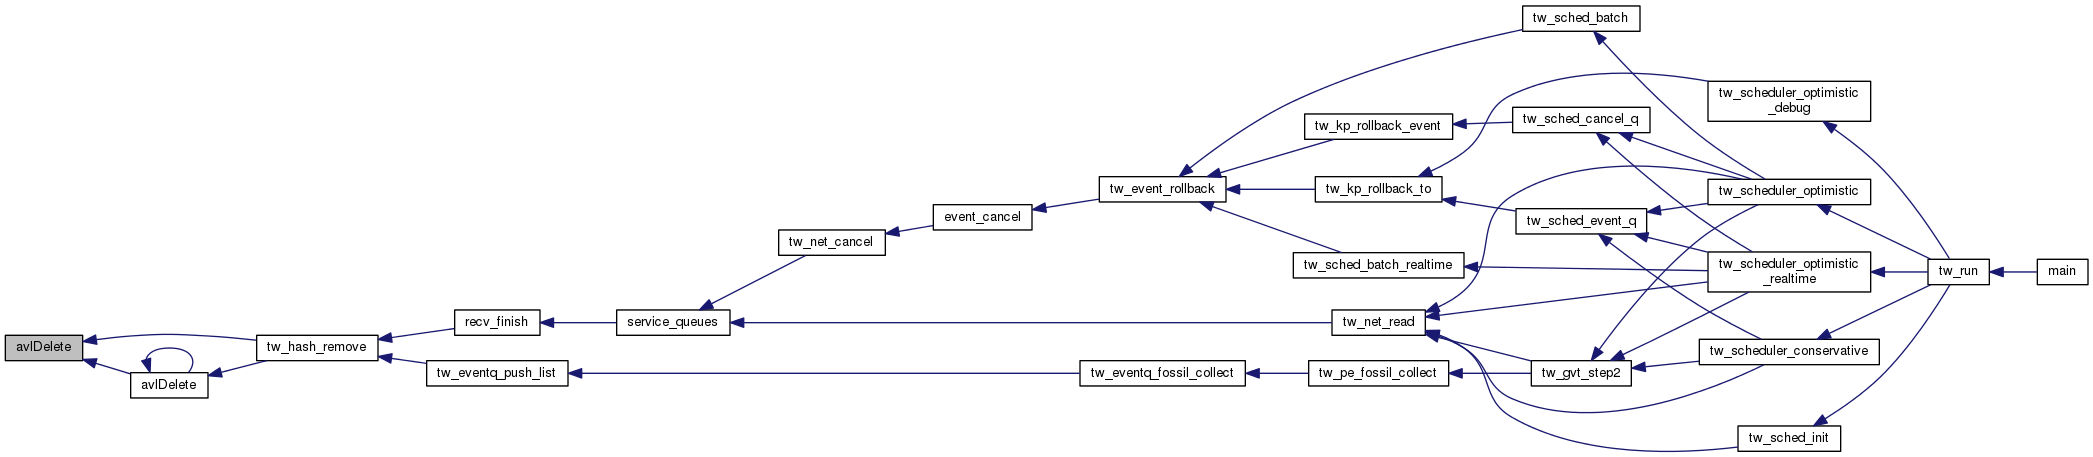 avlDelete
avlDelete
tw_hash_remove
recv_finish
tw_eventq_push_list
service_queues
tw_net_cancel
event_cancel
tw_eventq_fossil_collect
tw_event_rollback
tw_kp_rollback_event
tw_kp_rollback_to
tw_sched_batch_realtime
tw_net_read
tw_pe_fossil_collect
tw_sched_batch
tw_sched_cancel_q
tw_sched_event_q
tw_gvt_step2
tw_scheduler_optimistic
_debug
tw_scheduler_optimistic
tw_scheduler_optimistic
_realtime
tw_scheduler_conservative
tw_sched_init
tw_run
main